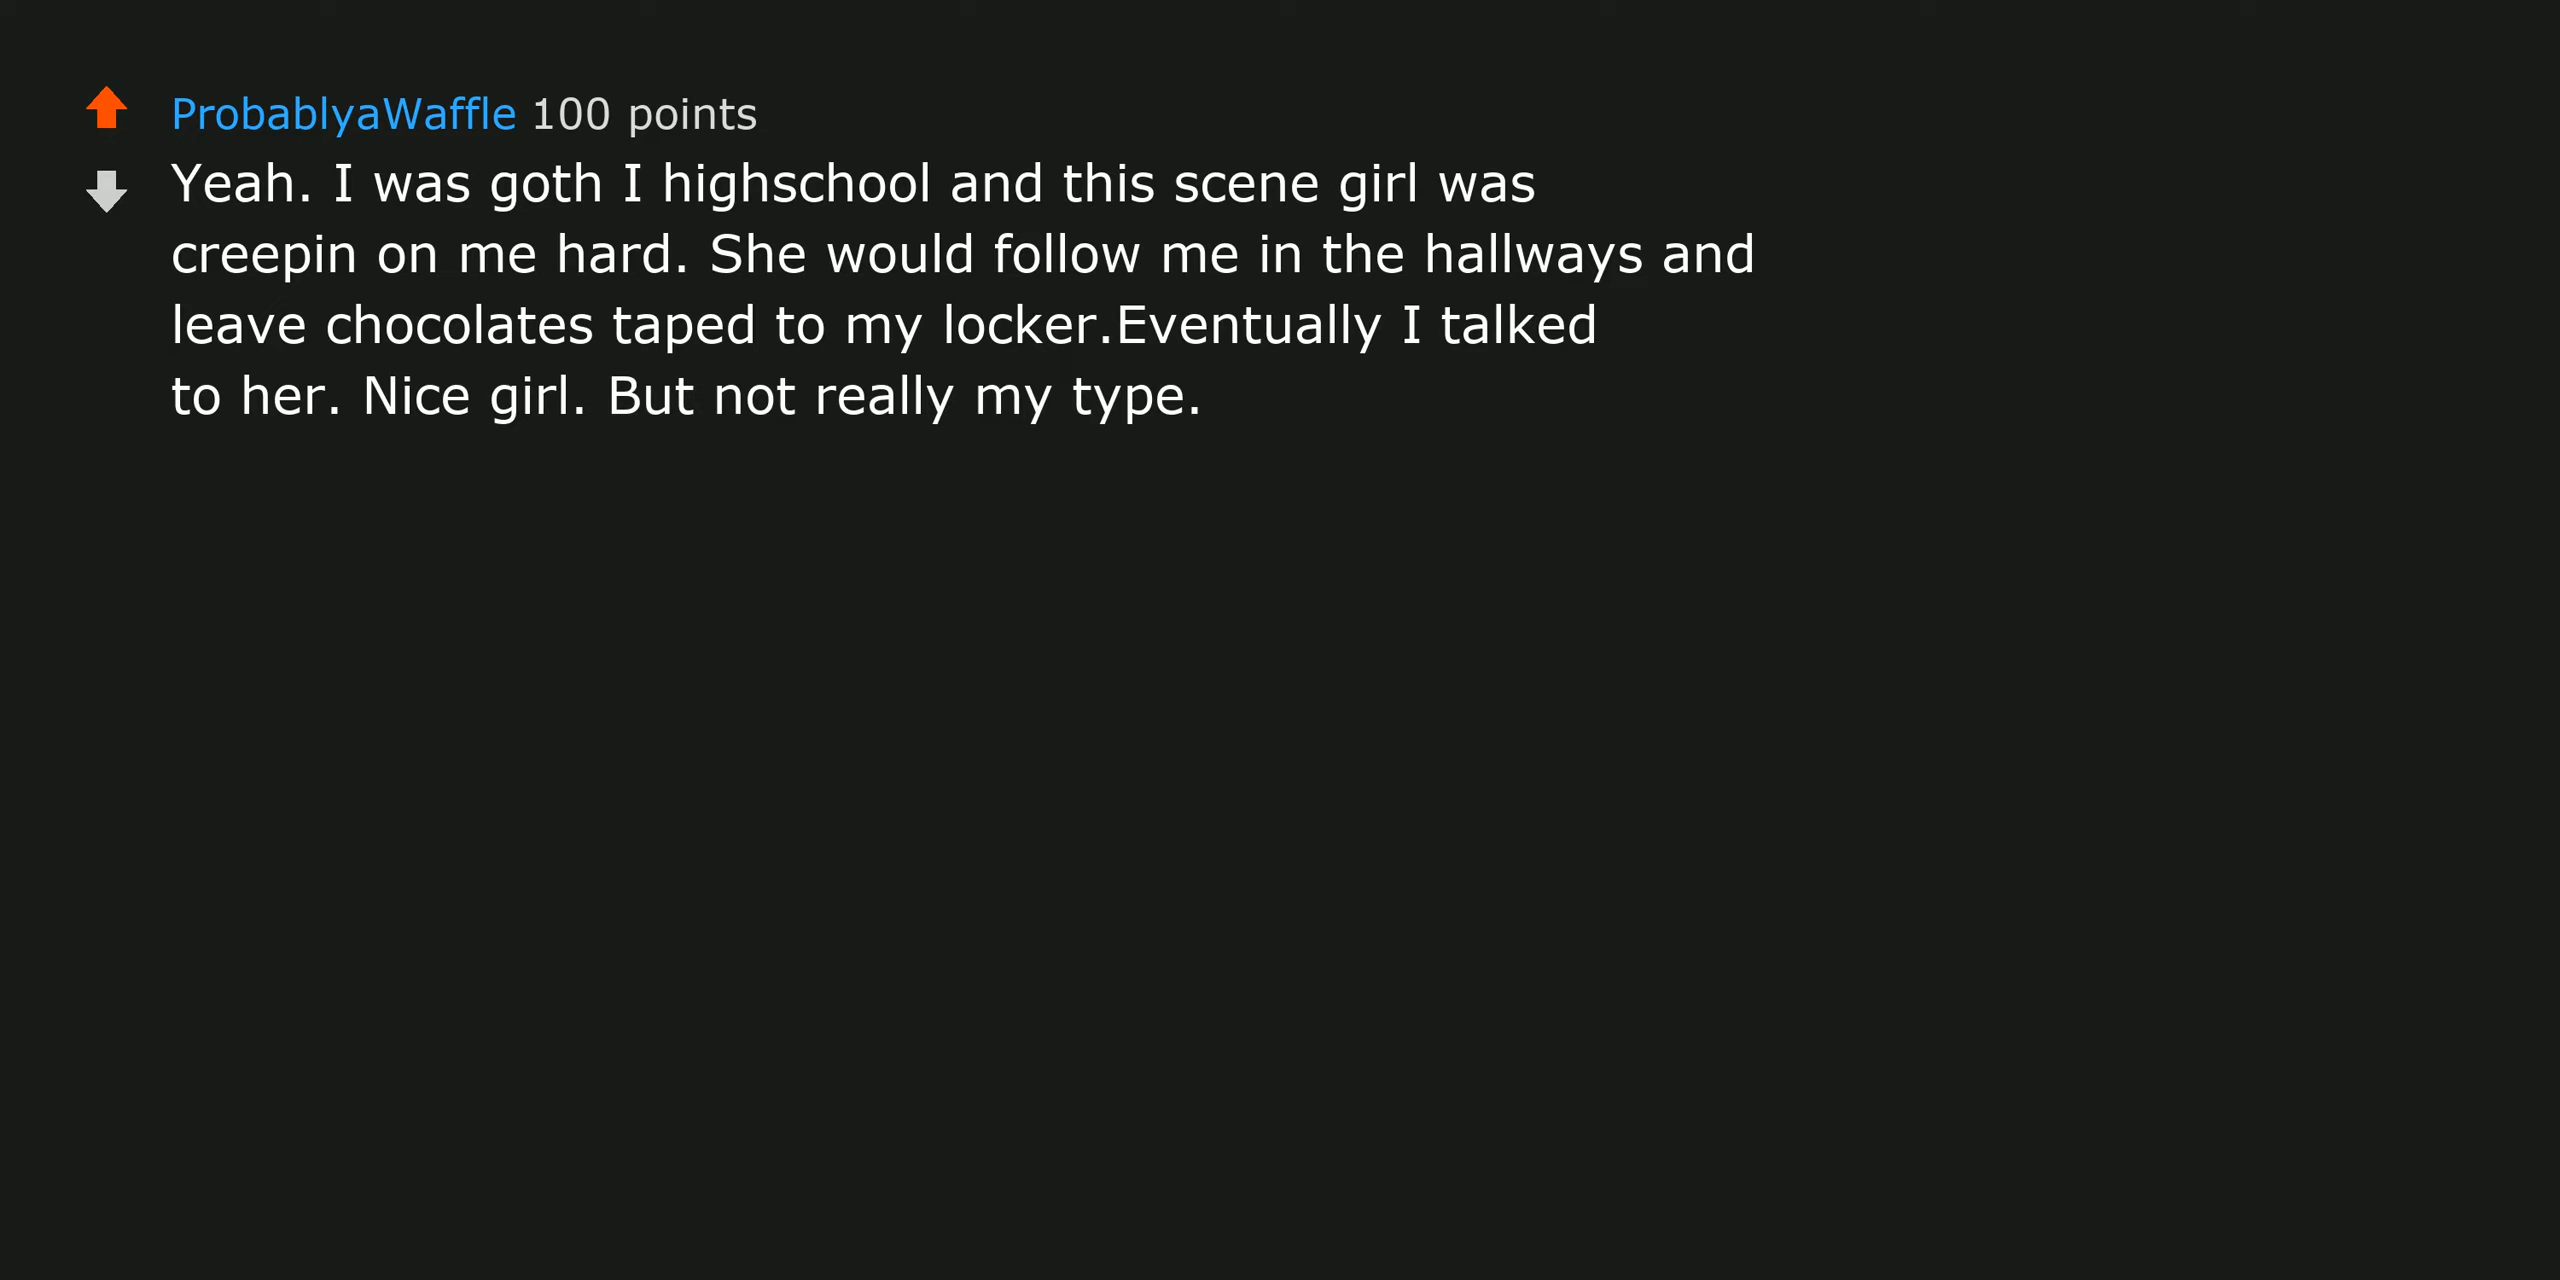 ProbablyaWaffle 100 points
Yeah. I was goth I highschool and this scene girl was
creepin on me hard. She would follow me in the hallways and
leave chocolates taped to my locker.Eventually I talked
to her. Nice girl. But not really my type.